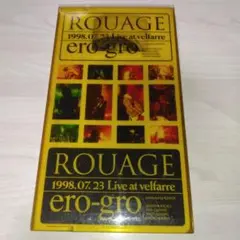 ROUAGE
1998.07.23 Live at velfarre
ero-gro
ROUAGE
1998.07.23 Live at velfarre
ero-gro